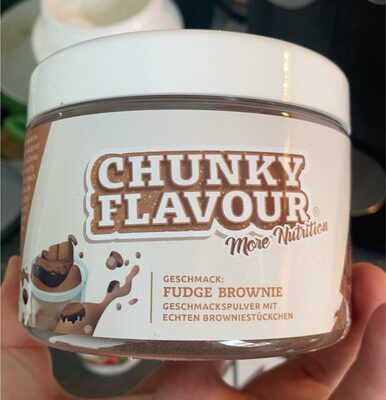 CHUNKY
FLAVOUR®
More Nutrition
GESCHMACK:
FUDGE BROWNIE
GESCHMACKSPULVER MIT
ECHTEN BROWNIESTÜCKCHEN